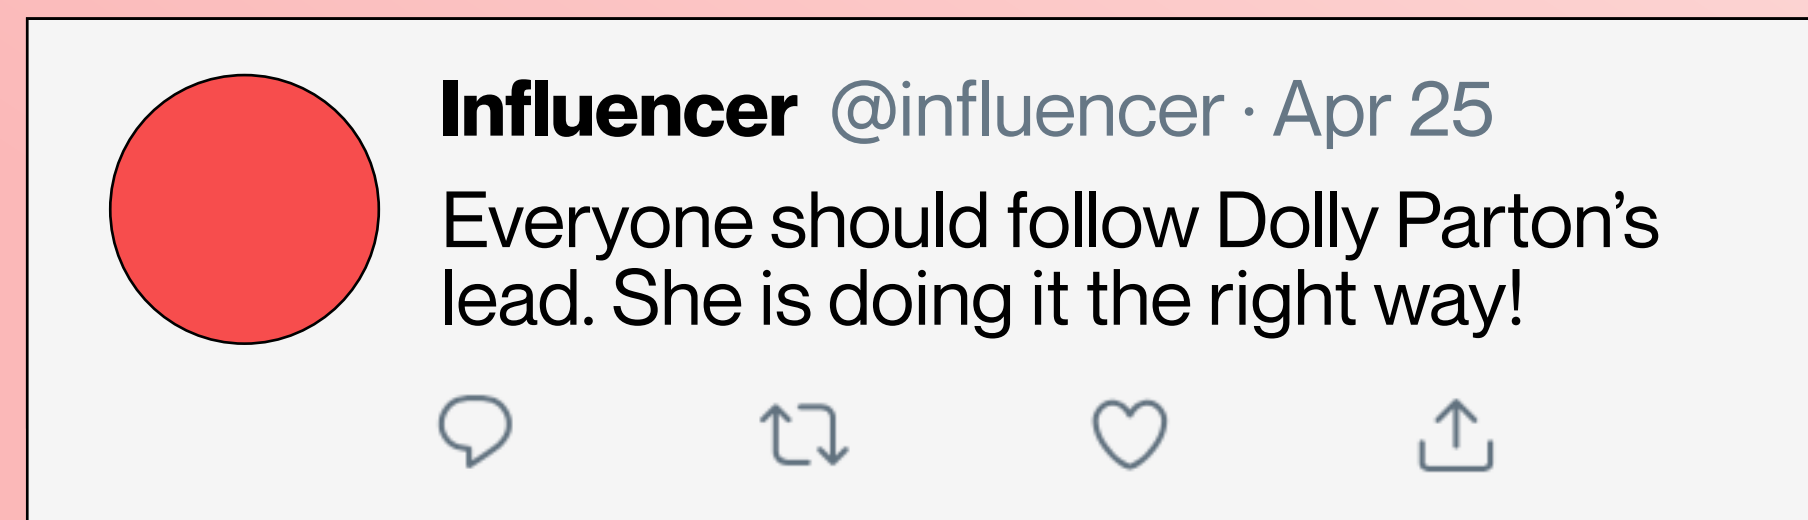 Influencer @influencer · Apr 25
Everyone should follow Dolly Parton’s
lead. She is doing it the right way!